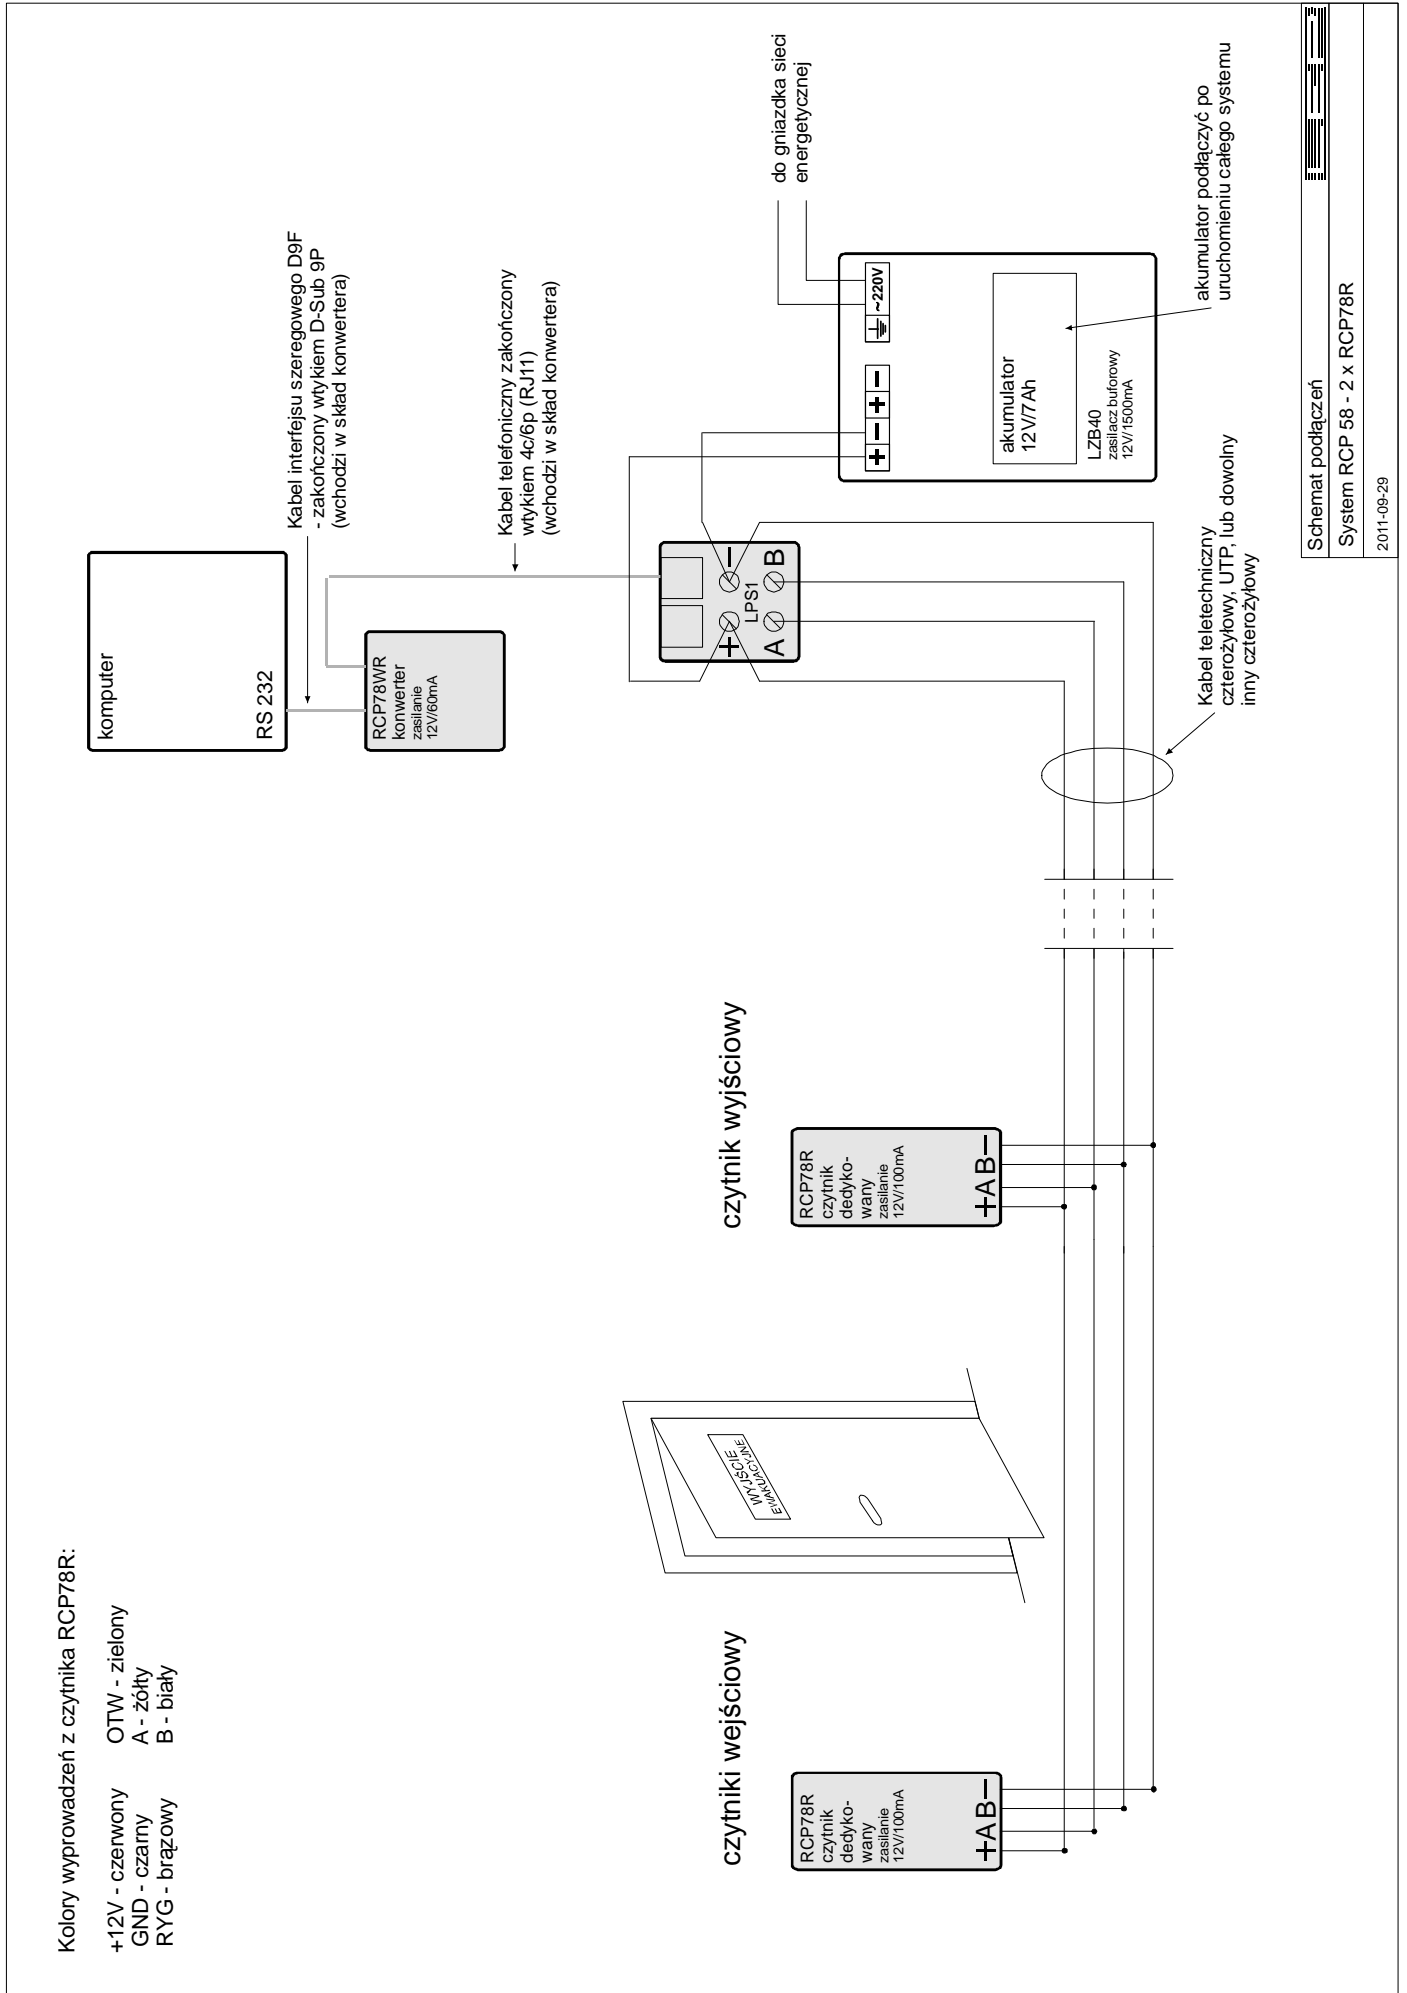 Kolory wyprowadzeń z czytnika RCP78R:
+12V - czerwony
GND - czarny
RYG - brązowy
OTW - zielony
A - żółty
B - biały
komputer
RS 232
Kabel interfejsu szeregowego D9F
- zakończony wtykiem D-Sub 9P
(wchodzi w skład konwertera)
RCP78WR
konwerter
zasilanie
12V/60mA
Kabel telefoniczny zakończony
wtykiem 4c/6p (RJ11)
(wchodzi w skład konwertera)
do gniazdka sieci
energetycznej
+ −
LPS1
A B
+ − + − ~220V
akumulator
12V/7Ah
LZB40
zasilacz buforowy
12V/1500mA
akumulator podłączyć po
uruchomieniu całego systemu
czytniki wejściowy
RCP78R
czytnik
dedyko-
wany
zasilanie
12V/100mA
+AB−
WYJŚCIE
EWAKUACYJNE
czytnik wyjściowy
RCP78R
czytnik
dedyko-
wany
zasilanie
12V/100mA
+AB−
Kabel teletechniczny
czterożyłowy, UTP, lub dowolny
inny czterożyłowy
Schemat podłączeń
System RCP 58 - 2 x RCP78R
2011-09-29